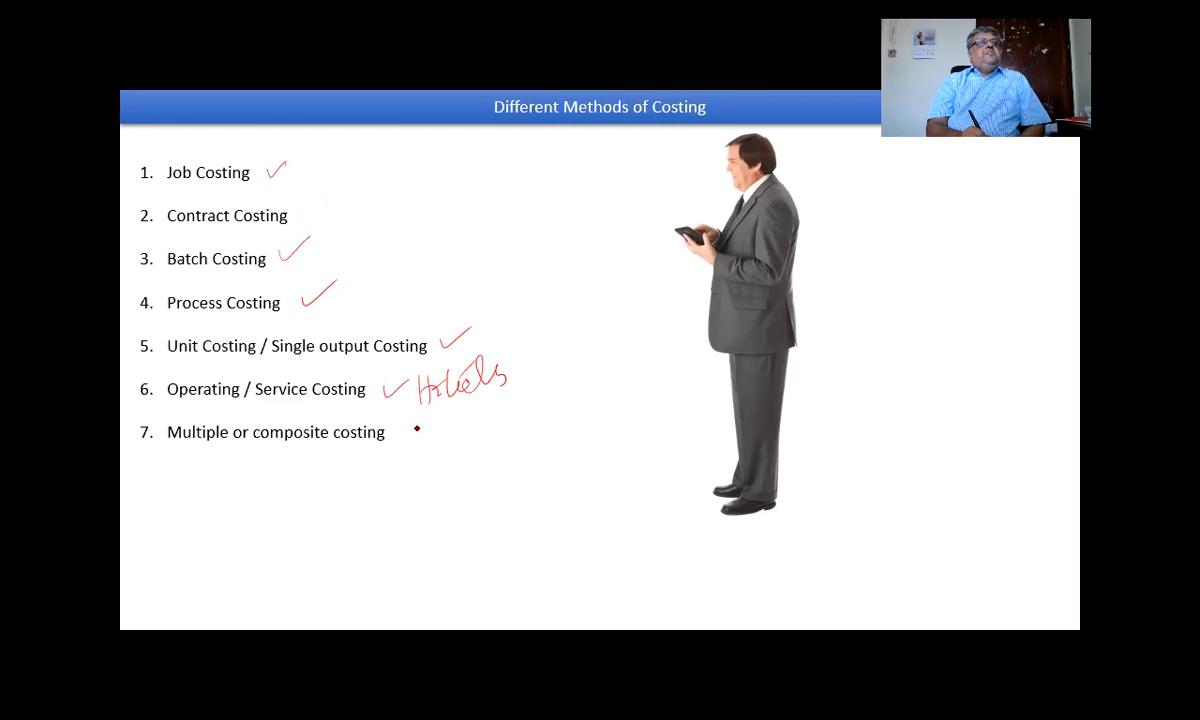 Different Methods of Costing
1. Job Costing
2. Contract Costing
3. Batch Costing
4. Process Costing
5. Unit Costing / Single output Costing
6. Operating / Service Costing Hotels
7. Multiple or composite costing